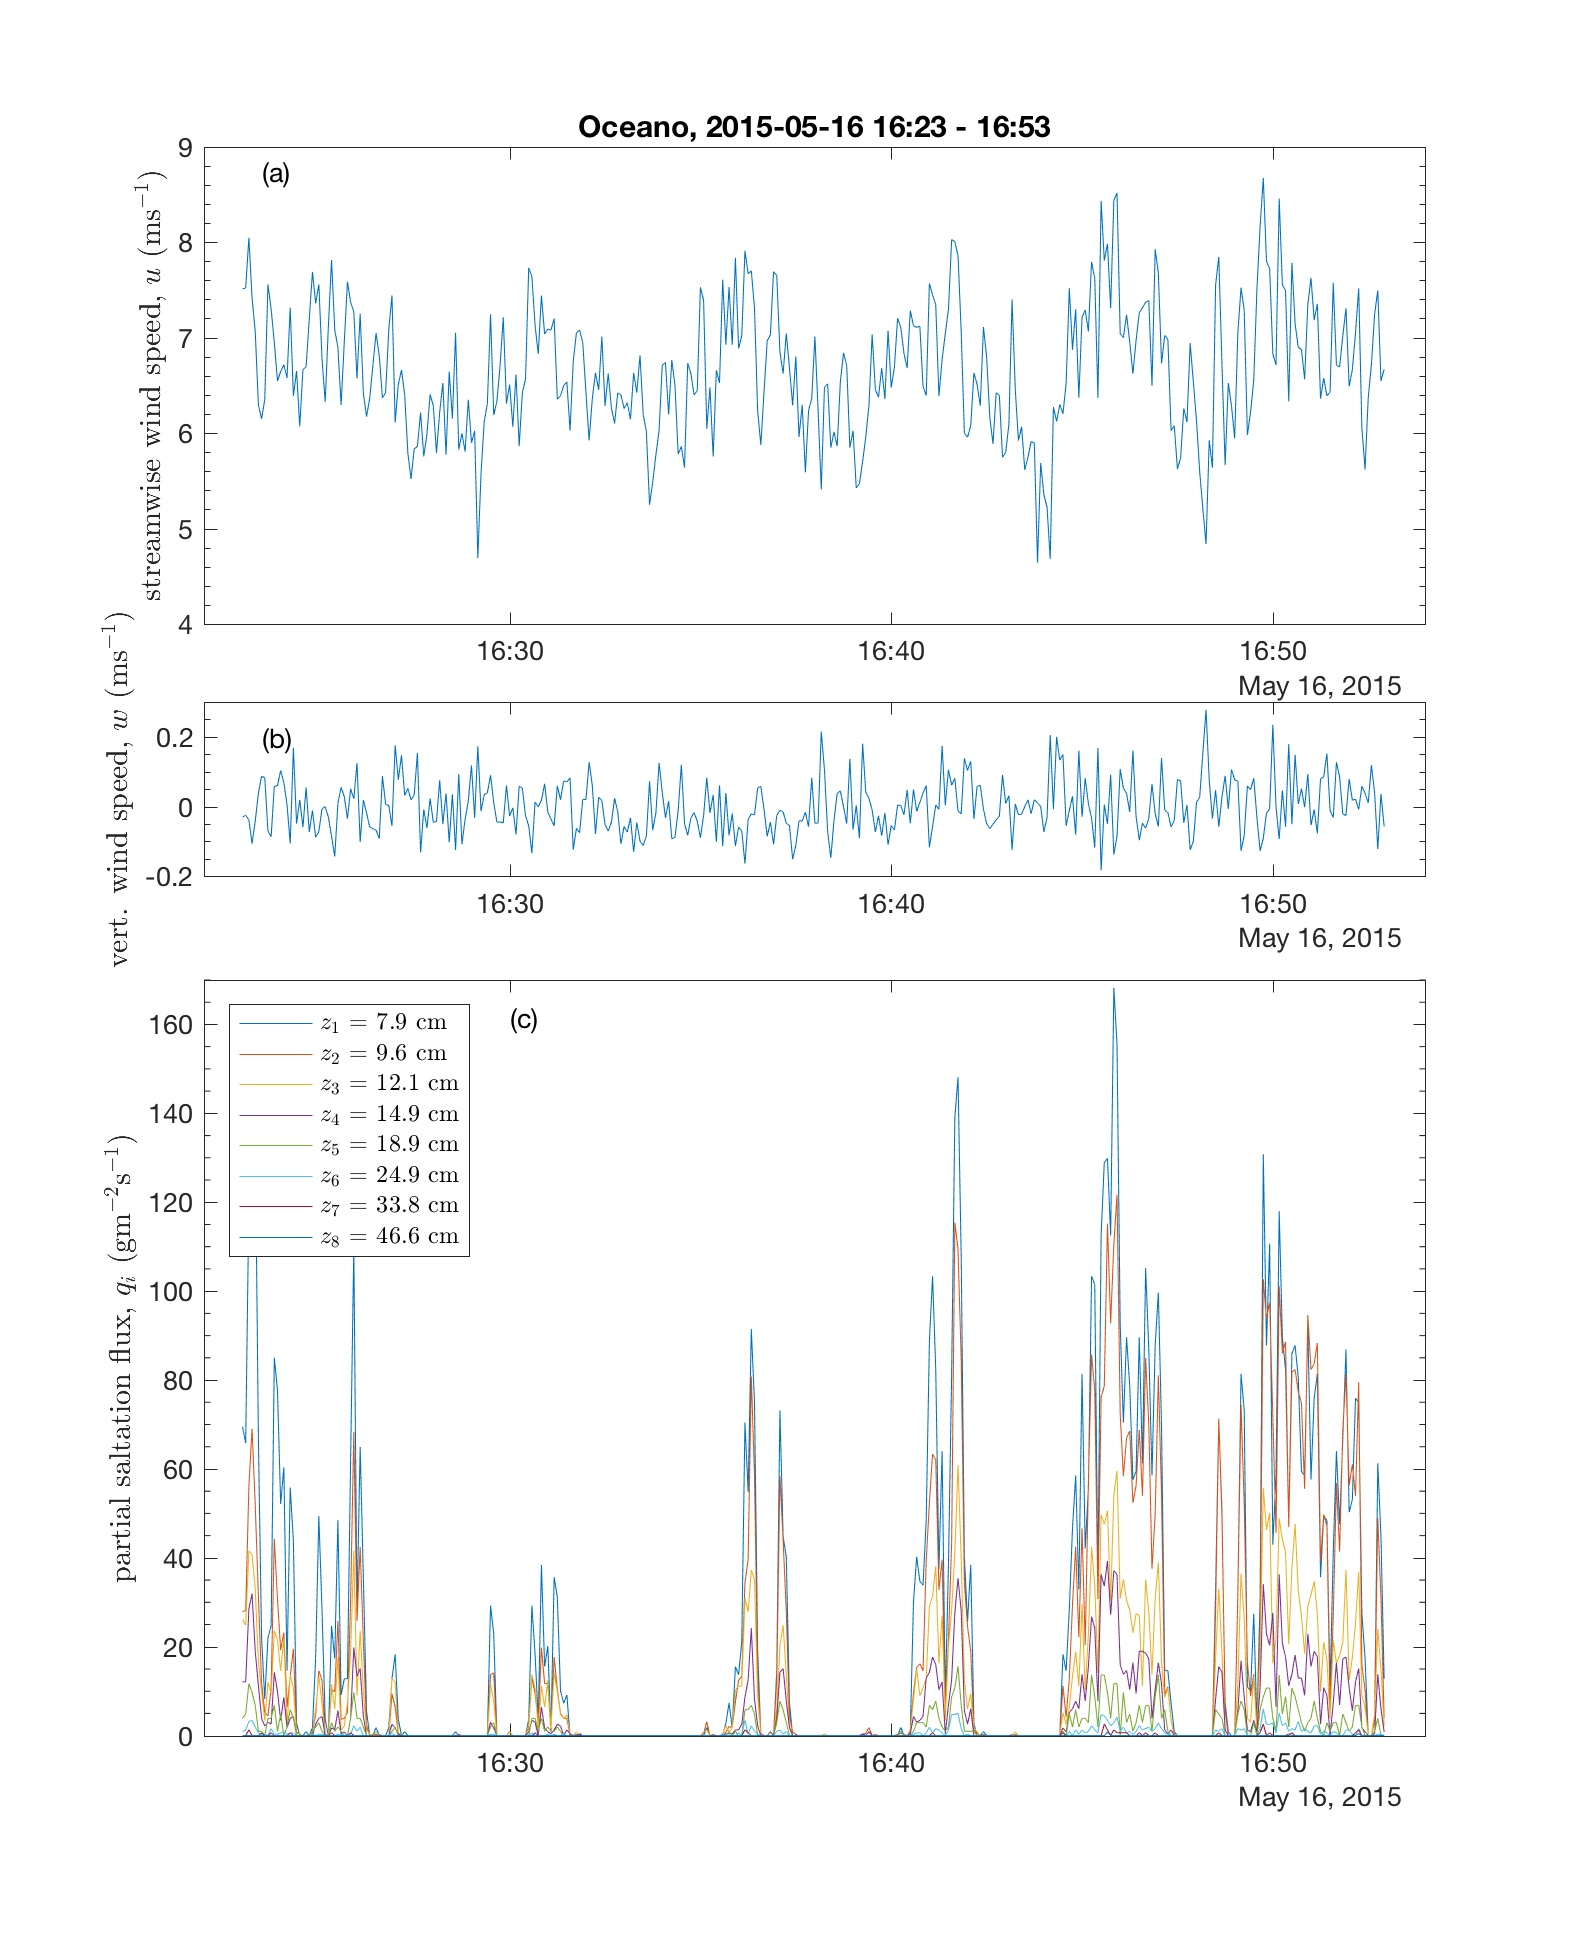 Oceano, 2015-05-16 16:23 - 16:53
(a)
streamwise wind speed, u (ms⁻¹)
9
8
7
6
5
4
16:30 16:40 16:50
May 16, 2015
(b)
vert. wind speed, w (ms⁻¹)
0.2
0
-0.2
16:30 16:40 16:50
May 16, 2015
(c)
partial saltation flux, qᵢ (gm⁻²s⁻¹)
z₁ = 7.9 cm
z₂ = 9.6 cm
z₃ = 12.1 cm
z₄ = 14.9 cm
z₅ = 18.9 cm
z₆ = 24.9 cm
z₇ = 33.8 cm
z₈ = 46.6 cm
160
140
120
100
80
60
40
20
0
16:30 16:40 16:50
May 16, 2015